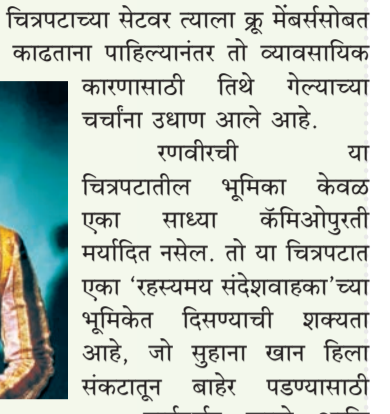 चित्रपटाच्या सेटवर त्याला क्रू मेंबर्ससोबत
काढताना पाहिल्यानंतर तो व्यावसायिक
कारणासाठी तिथे गेल्याच्या
चर्चांना उधाण आले आहे.
रणवीरची या
चित्रपटातील भूमिका केवळ
एका साध्या कॅमिओपुरती
मर्यादित नसेल. तो या चित्रपटात
एका ‘रहस्यमय संदेशवाहका’च्या
भूमिकेत दिसण्याची शक्यता
आहे, जो सुहाना खान हिला
संकटातून बाहेर पडण्यासाठी